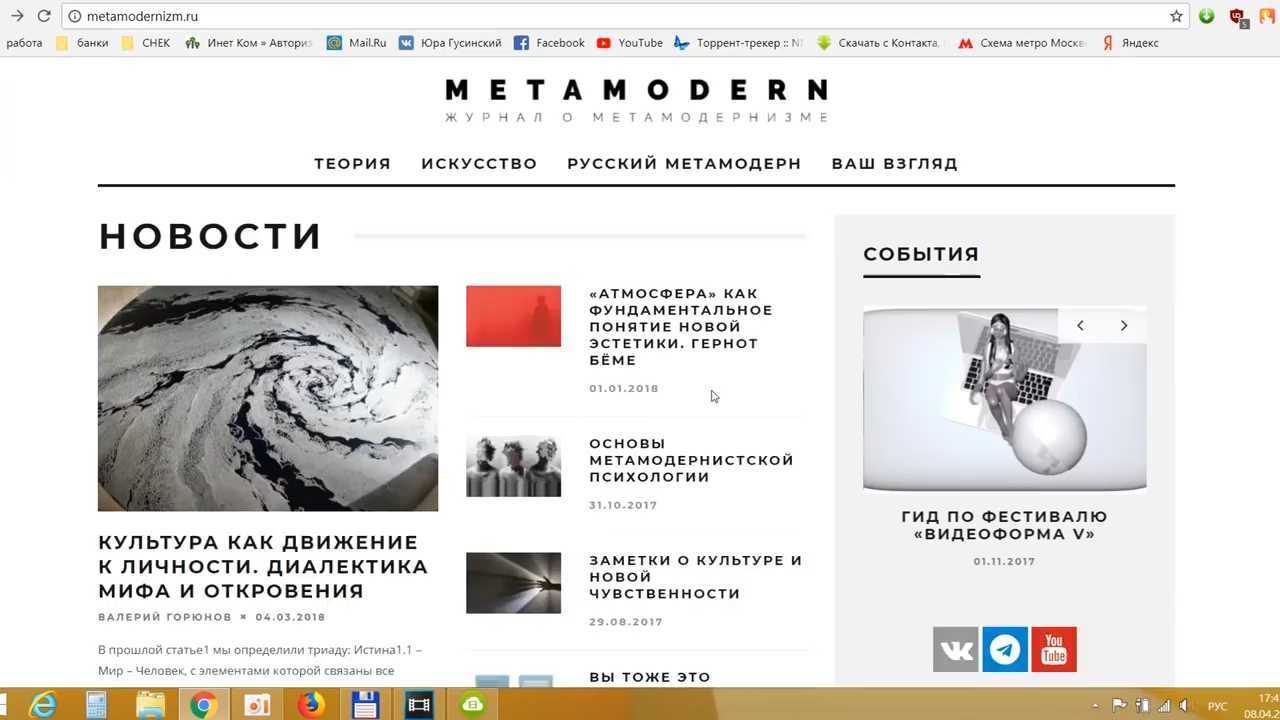 metamodernizm.ru
5
работа банки СНЕК Инет Ком » Авториз Mail.Ru Юра Гусинский Facebook YouTube Торрент-трекер :: Скачать с Контакта, Схема метро Москв Яндекс
METAMODERN
ЖУРНАЛ О МЕТАМОДЕРНИЗМЕ
ТЕОРИЯ ИСКУССТВО РУССКИЙ МЕТАМОДЕРН ВАШ ВЗГЛЯД
НОВОСТИ
КУЛЬТУРА КАК ДВИЖЕНИЕ
К ЛИЧНОСТИ. ДИАЛЕКТИКА
МИФА И ОТКРОВЕНИЯ
ВАЛЕРИЙ ГОРЮНОВ × 04.03.2018
В прошлой статье1 мы определили триаду: Истина1.1 –
Мир – Человек, с элементами которой связаны все
«АТМОСФЕРА» КАК
ФУНДАМЕНТАЛЬНОЕ
ПОНЯТИЕ НОВОЙ
ЭСТЕТИКИ. ГЕРНОТ
БЁМЕ
01.01.2018
ОСНОВЫ
МЕТАМОДЕРНИСТСКОЙ
ПСИХОЛОГИИ
31.10.2017
ЗАМЕТКИ О КУЛЬТУРЕ И
НОВОЙ
ЧУВСТВЕННОСТИ
29.08.2017
ВЫ ТОЖЕ ЭТО
СОБЫТИЯ
ГИД ПО ФЕСТИВАЛЮ
«ВИДЕОФОРМА V»
01.11.2017
You
Tube
РУС
17:4
08.04.2